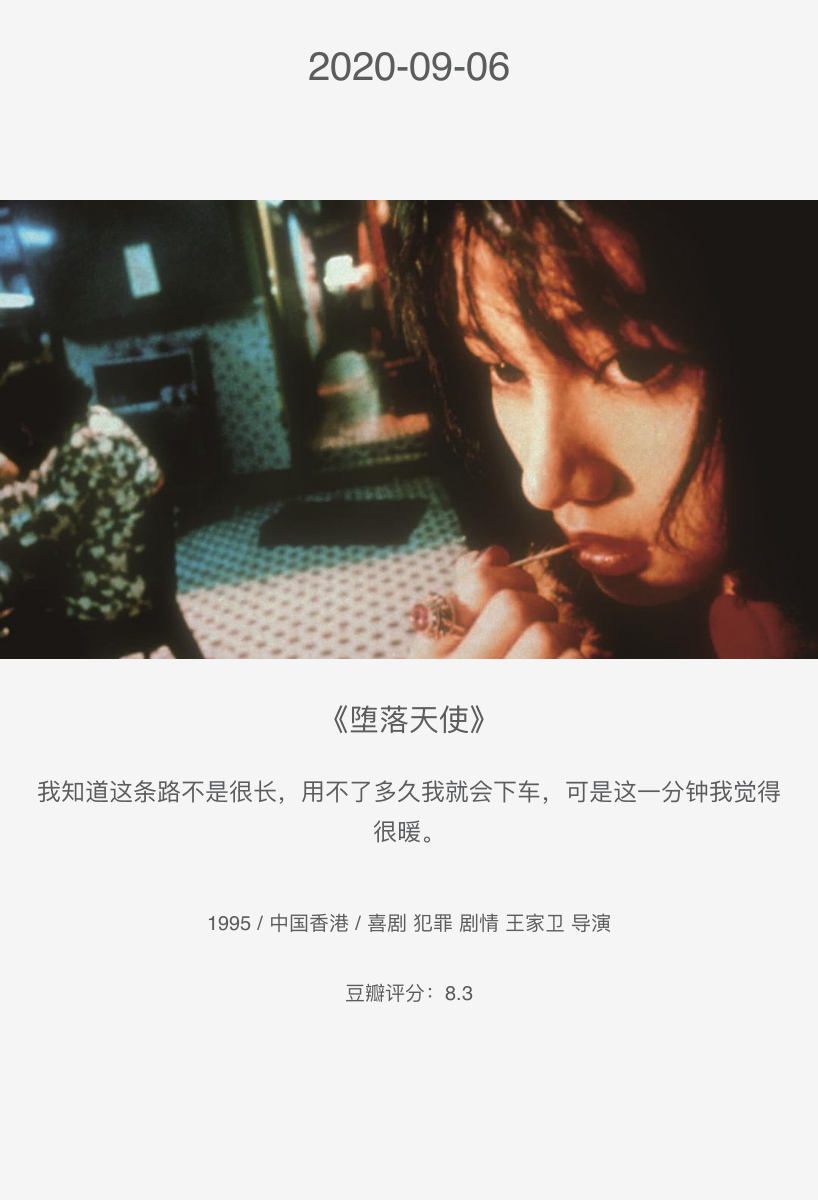 2020-09-06
《堕落天使》
我知道这条路不是很长，用不了多久我就会下车，可是这一分钟我觉得
很暖。
1995 / 中国香港 / 喜剧 犯罪 剧情 王家卫 导演
豆瓣评分：8.3